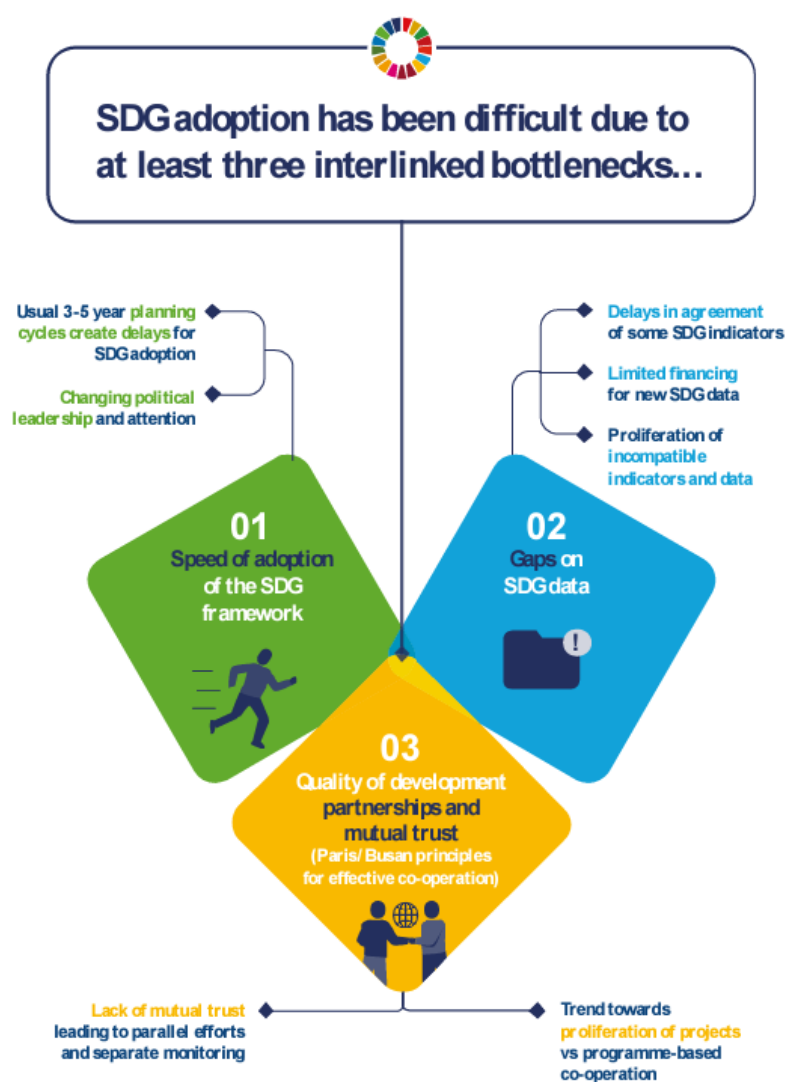 SDG adoption has been difficult due to
at least three interlinked bottlenecks...
Usual 3-5 year planning
cycles create delays for
SDG adoption
Changing political
leadership and attention
Delays in agreement
of some SDG indicators
Limited financing
for new SDG data
Proliferation of
incompatible
indicators and data
01
Speed of adoption
of the SDG
framework
02
Gaps on
SDG data
!
03
Quality of development
partnerships and
mutual trust
(Paris/ Busan principles
for effective co-operation)
Lack of mutual trust
leading to parallel efforts
and separate monitoring
Trend towards
proliferation of projects
vs programme-based
co-operation